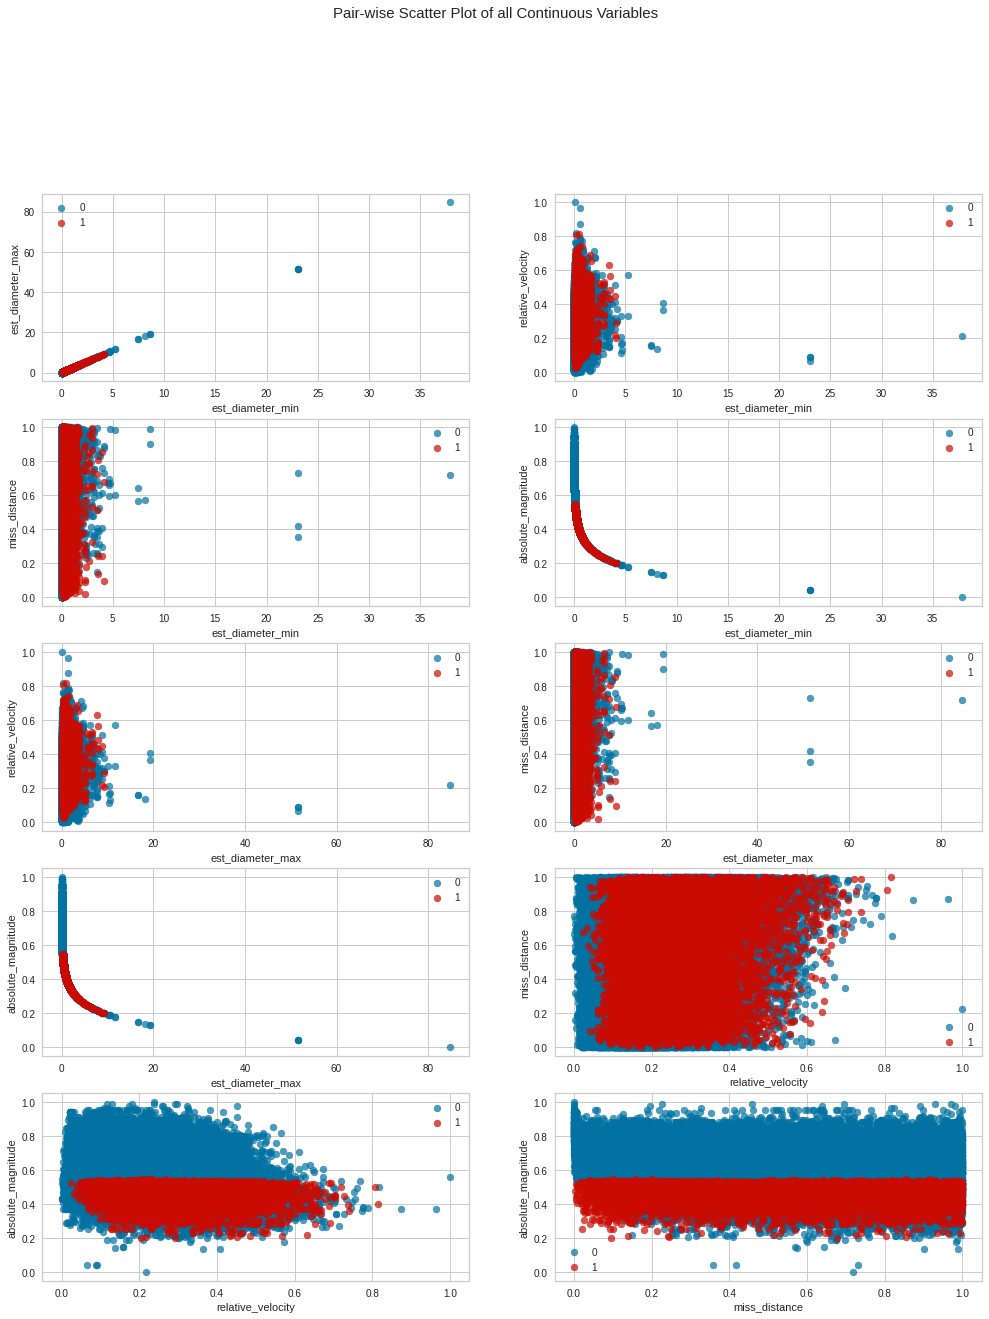 Pair-wise Scatter Plot of all Continuous Variables
0
1
80
60
40
20
0
est_diameter_max
0 5 10 15 20 25 30 35
est_diameter_min
0
1
1.0
0.8
0.6
0.4
0.2
0.0
relative_velocity
0 5 10 15 20 25 30 35
est_diameter_min
0
1
1.0
0.8
0.6
0.4
0.2
0.0
miss_distance
0 5 10 15 20 25 30 35
est_diameter_min
0
1
1.0
0.8
0.6
0.4
0.2
0.0
absolute_magnitude
0 5 10 15 20 25 30 35
est_diameter_min
0
1
1.0
0.8
0.6
0.4
0.2
0.0
relative_velocity
0 20 40 60 80
est_diameter_max
0
1
1.0
0.8
0.6
0.4
0.2
0.0
miss_distance
0 20 40 60 80
est_diameter_max
0
1
1.0
0.8
0.6
0.4
0.2
0.0
absolute_magnitude
0 20 40 60 80
est_diameter_max
1.0
0.8
0.6
0.4
0.2
0.0
miss_distance
0
1
0.0 0.2 0.4 0.6 0.8 1.0
relative_velocity
0
1
1.0
0.8
0.6
0.4
0.2
0.0
absolute_magnitude
0.0 0.2 0.4 0.6 0.8 1.0
relative_velocity
1.0
0.8
0.6
0.4
0.2
0.0
absolute_magnitude
0
1
0.0 0.2 0.4 0.6 0.8 1.0
miss_distance